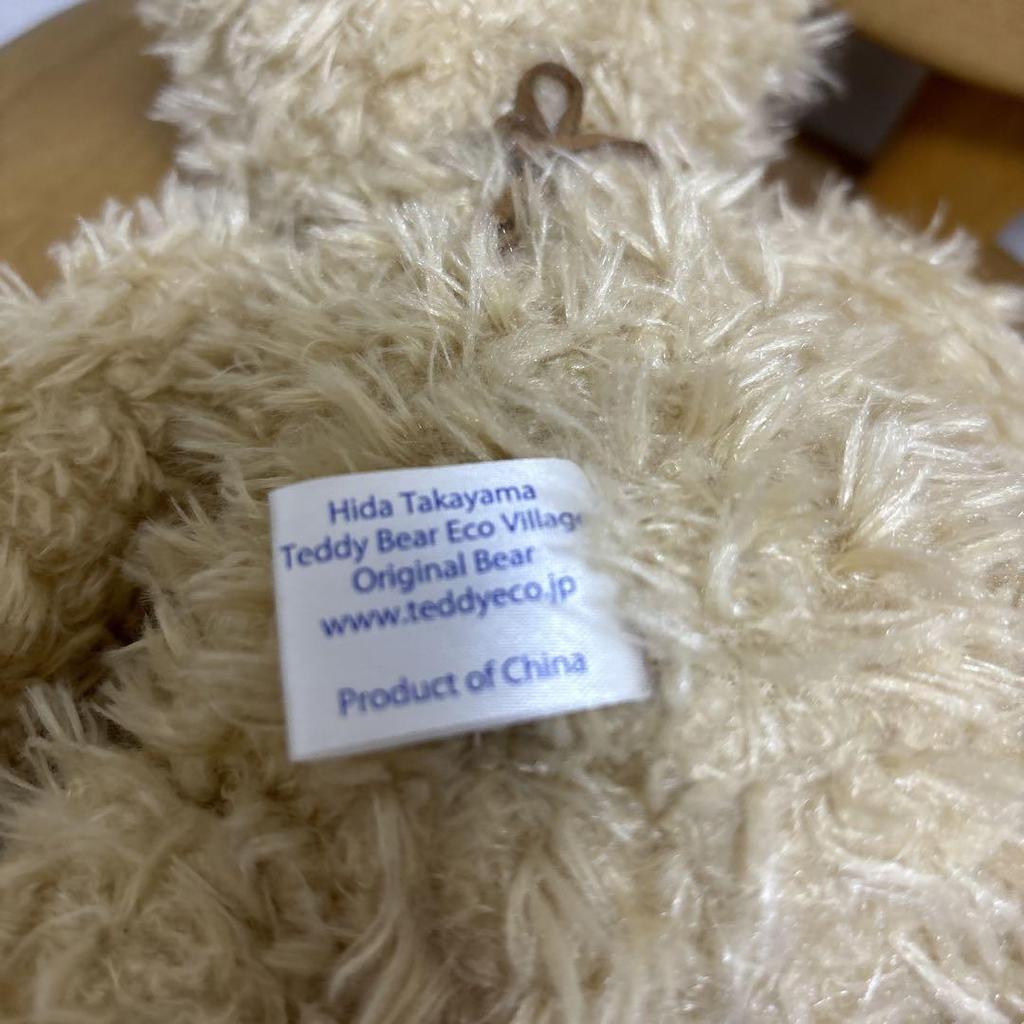 Hida Takayama
Teddy Bear Eco Village
Original Bear
www.teddyeco.jp
Product of China